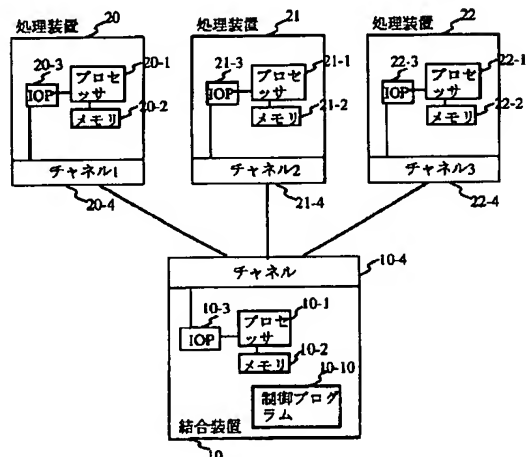 処理装置
20
20-3
20-1
IOP
プロセ
ッサ
20-2
メモリ
チャネル1
20-4
処理装置
21
21-3
21-1
IOP
プロセ
ッサ
21-2
メモリ
チャネル2
21-4
処理装置
22
22-3
22-1
IOP
プロセ
ッサ
22-2
メモリ
チャネル3
22-4
チャネル
10-4
10-3
10-1
IOP
プロセ
ッサ
10-2
メモリ
10-10
制御プログ
ラム
結合装置
10